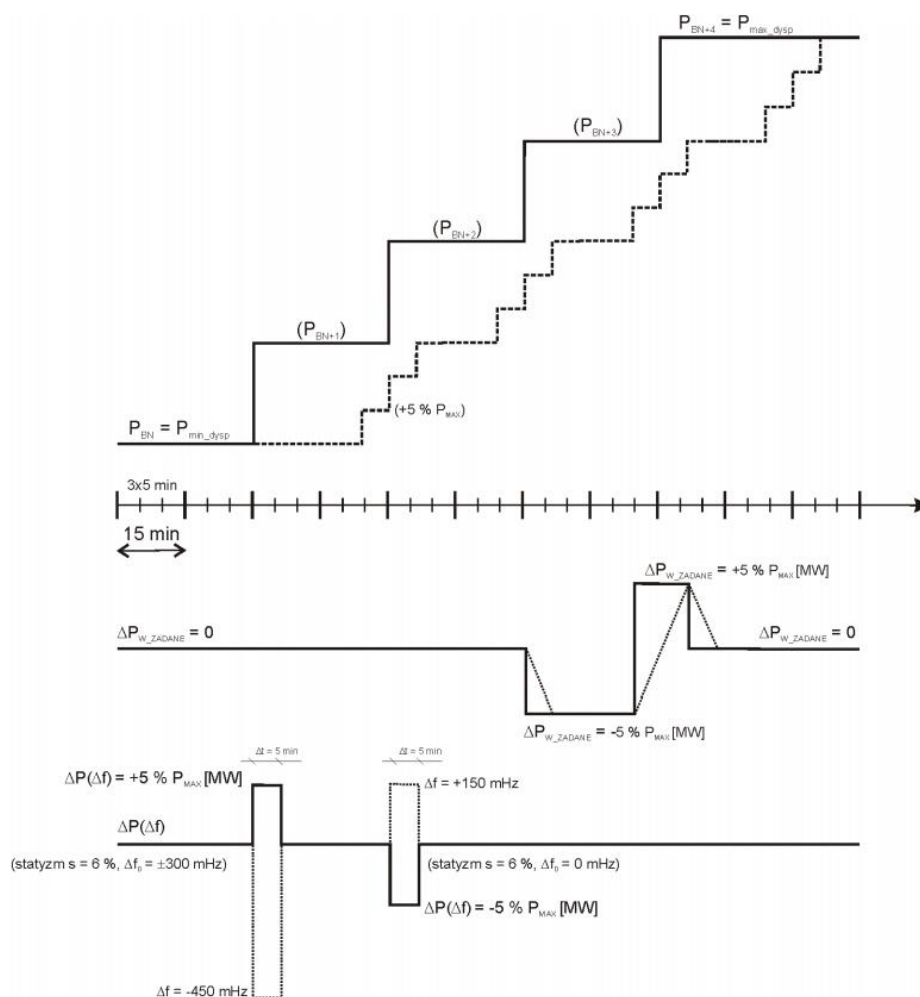 P_BN+4 = P_max_dysp
(P_BN+3)
(P_BN+2)
(P_BN+1)
(+5 % P_MAX)
P_BN = P_min_dysp
3x5 min
15 min
ΔP_W_ZADANE = +5 % P_MAX [MW]
ΔP_W_ZADANE = 0
ΔP_W_ZADANE = 0
ΔP_W_ZADANE = -5 % P_MAX [MW]
Δt = 5 min
Δt = 5 min
ΔP(Δf) = +5 % P_MAX [MW]
Δf = +150 mHz
ΔP(Δf)
(statyzm s = 6 %, Δf_0 = ±300 mHz)
(statyzm s = 6 %, Δf_0 = 0 mHz)
ΔP(Δf) = -5 % P_MAX [MW]
Δf = -450 mHz